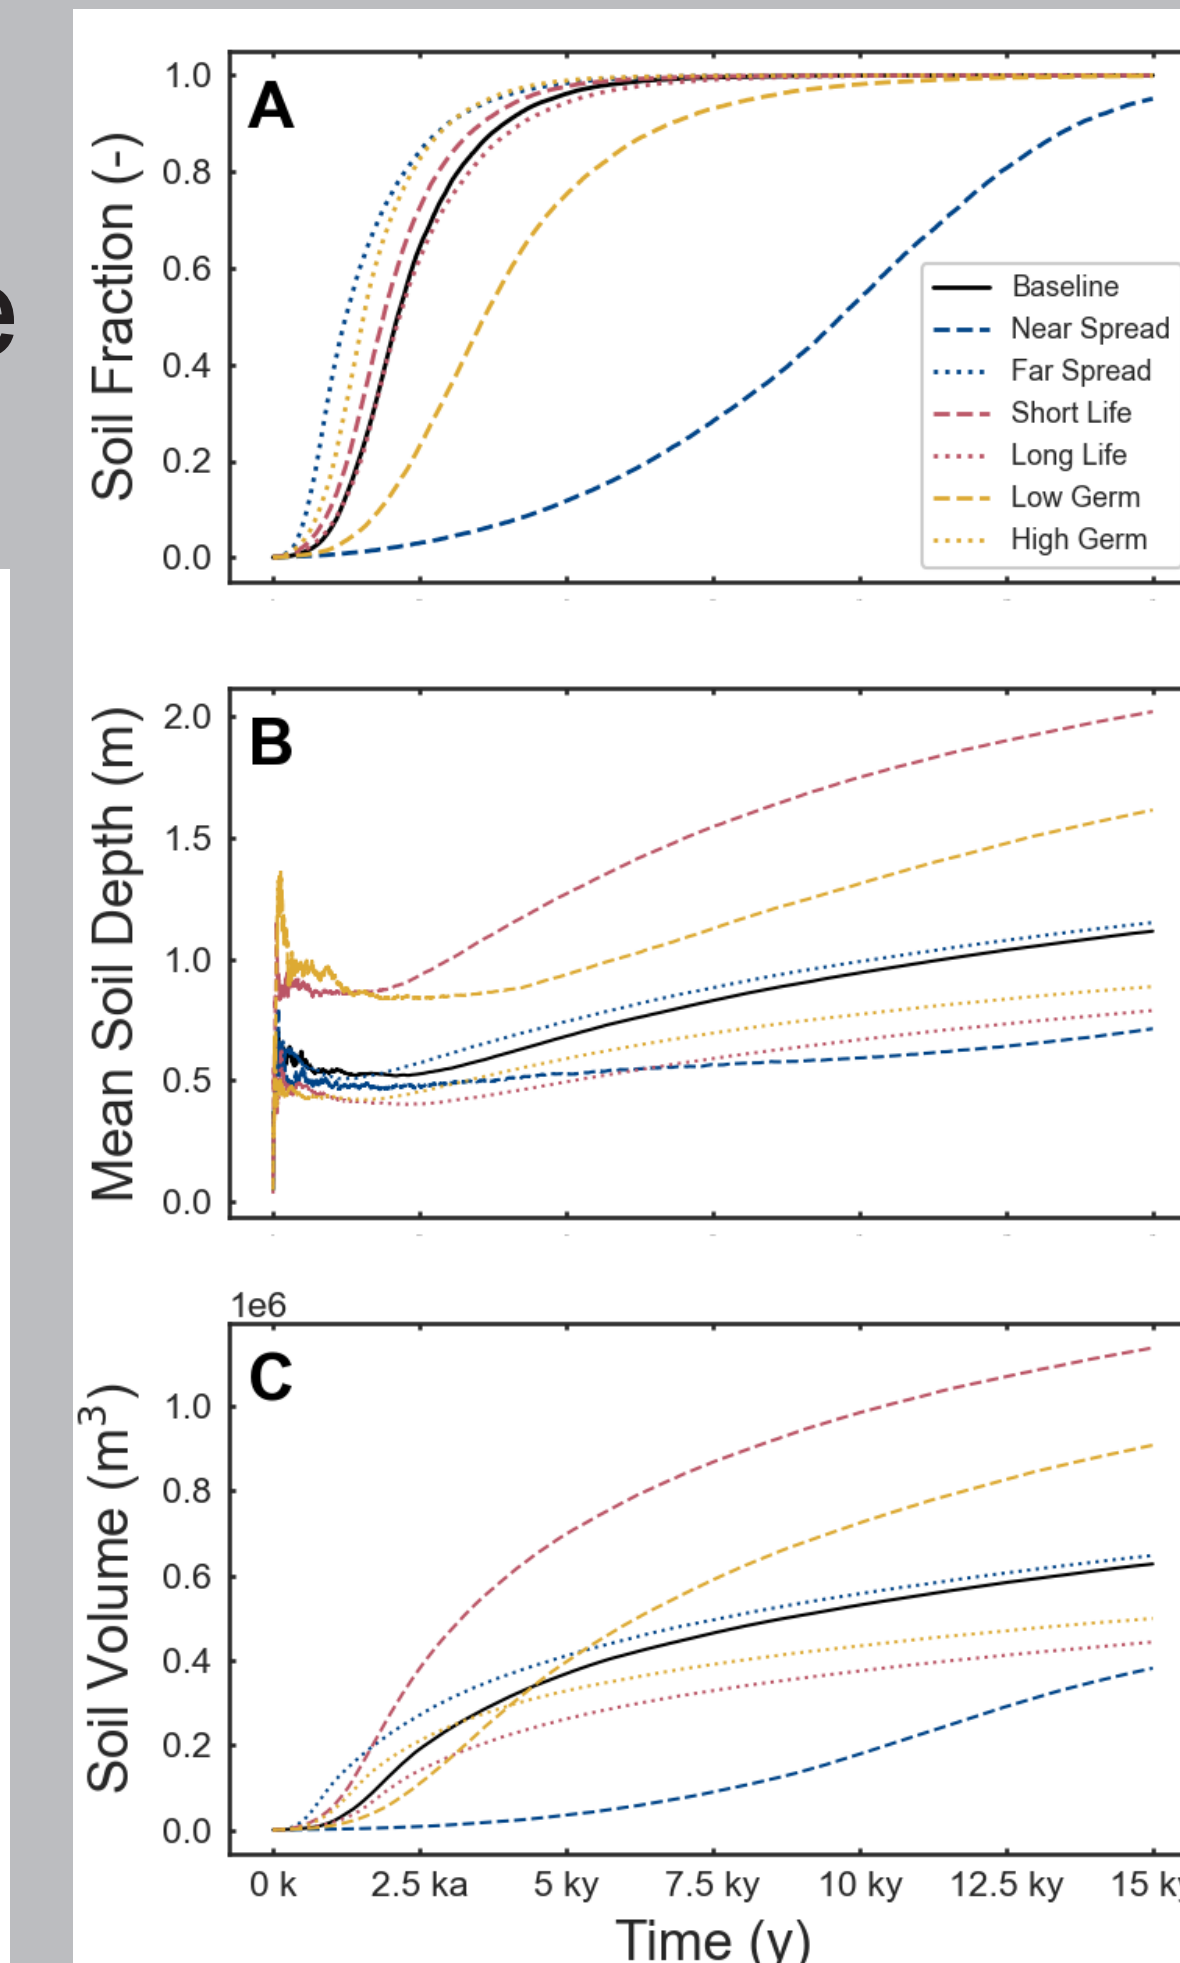 e
A
Soil Fraction (-)
1.0
0.8
0.6
0.4
0.2
0.0
Baseline
Near Spread
Far Spread
Short Life
Long Life
Low Germ
High Germ
B
Mean Soil Depth (m)
2.0
1.5
1.0
0.5
0.0
1e6
C
Soil Volume (m³)
1.0
0.8
0.6
0.4
0.2
0.0
0 k 2.5 ka 5 ky 7.5 ky 10 ky 12.5 ky 15 ky
Time (y)